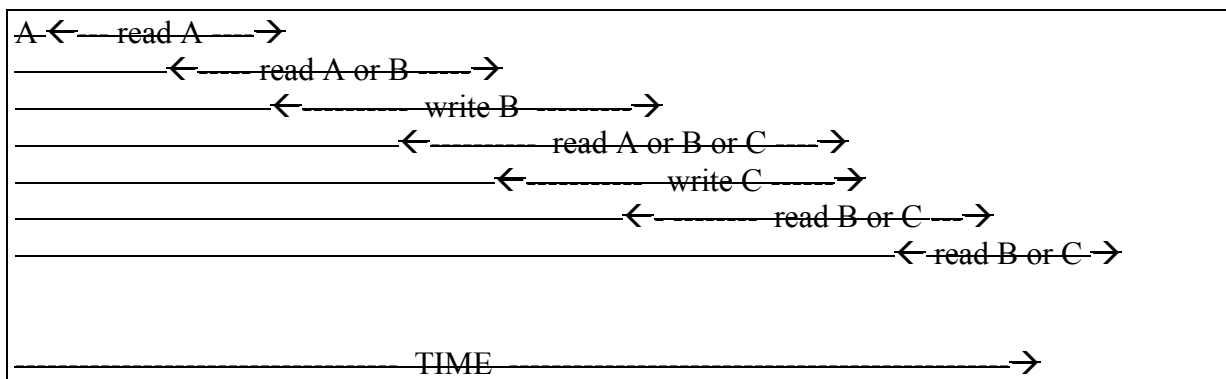 A ←--- read A ----→
←----- read A or B -----→
←---------- write B ---------→
←---------- read A or B or C ----→
←----------- write C ------→
←- -------- read B or C ---→
← read B or C →
------------------------------------ TIME -----------------------------------------------→